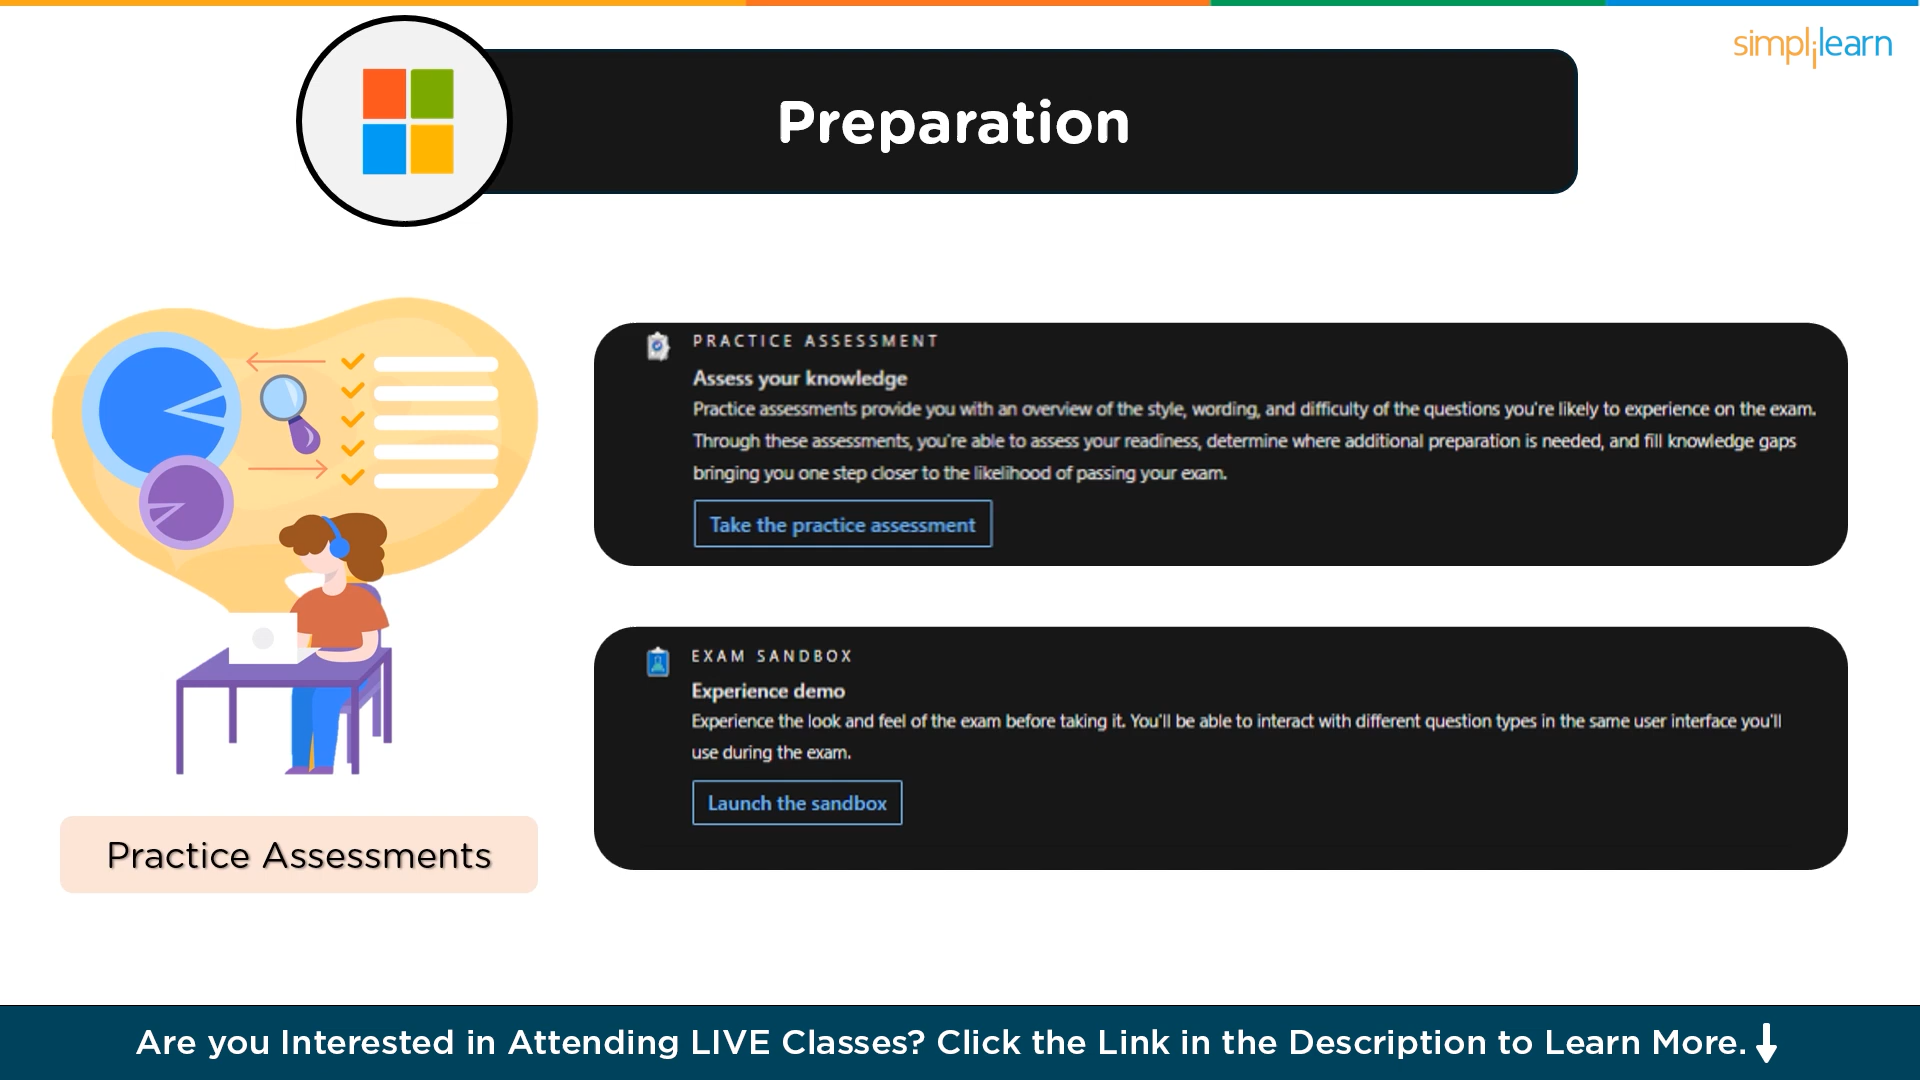 simplilearn
Preparation
PRACTICE ASSESSMENT
Assess your knowledge
Practice assessments provide you with an overview of the style, wording, and difficulty of the questions you're likely to experience on the exam.
Through these assessments, you're able to assess your readiness, determine where additional preparation is needed, and fill knowledge gaps
bringing you one step closer to the likelihood of passing your exam.
Take the practice assessment
EXAM SANDBOX
Experience demo
Experience the look and feel of the exam before taking it. You'll be able to interact with different question types in the same user interface you'll
use during the exam.
Launch the sandbox
Practice Assessments
Are you Interested in Attending LIVE Classes? Click the Link in the Description to Learn More.